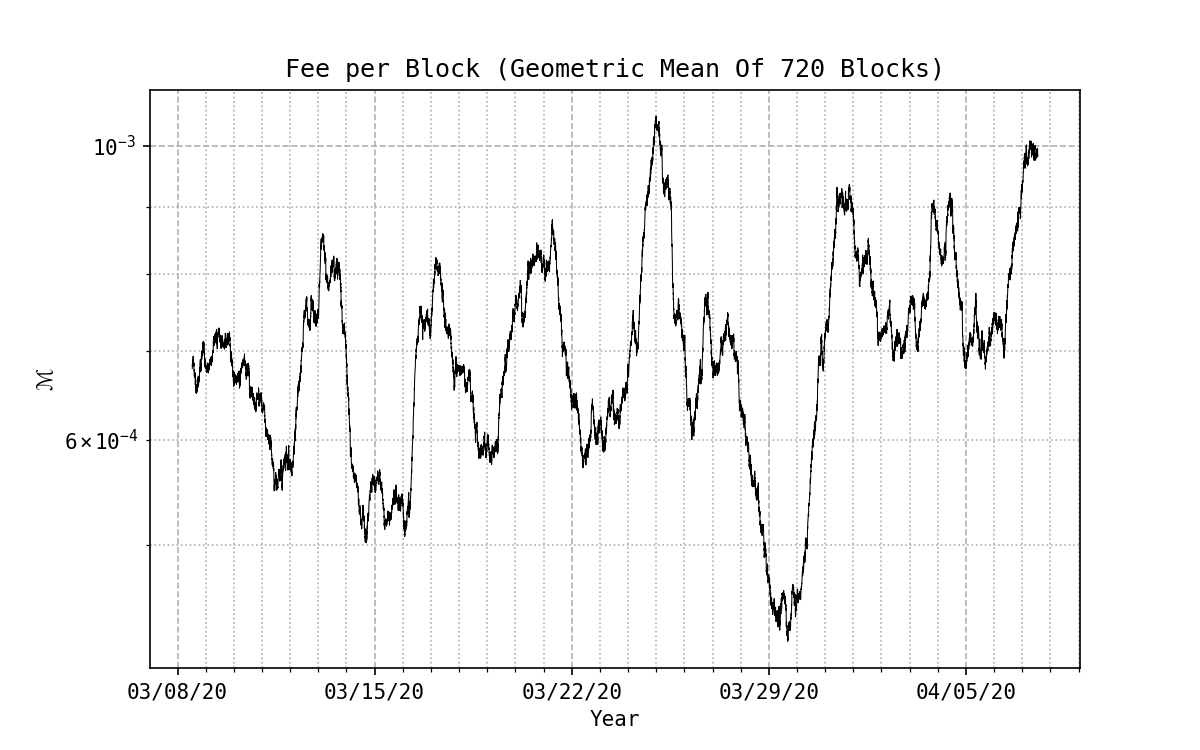 Fee per Block (Geometric Mean Of 720 Blocks)
10⁻³
6×10⁻⁴
ℳ
03/08/20 03/15/20 03/22/20 03/29/20 04/05/20
Year